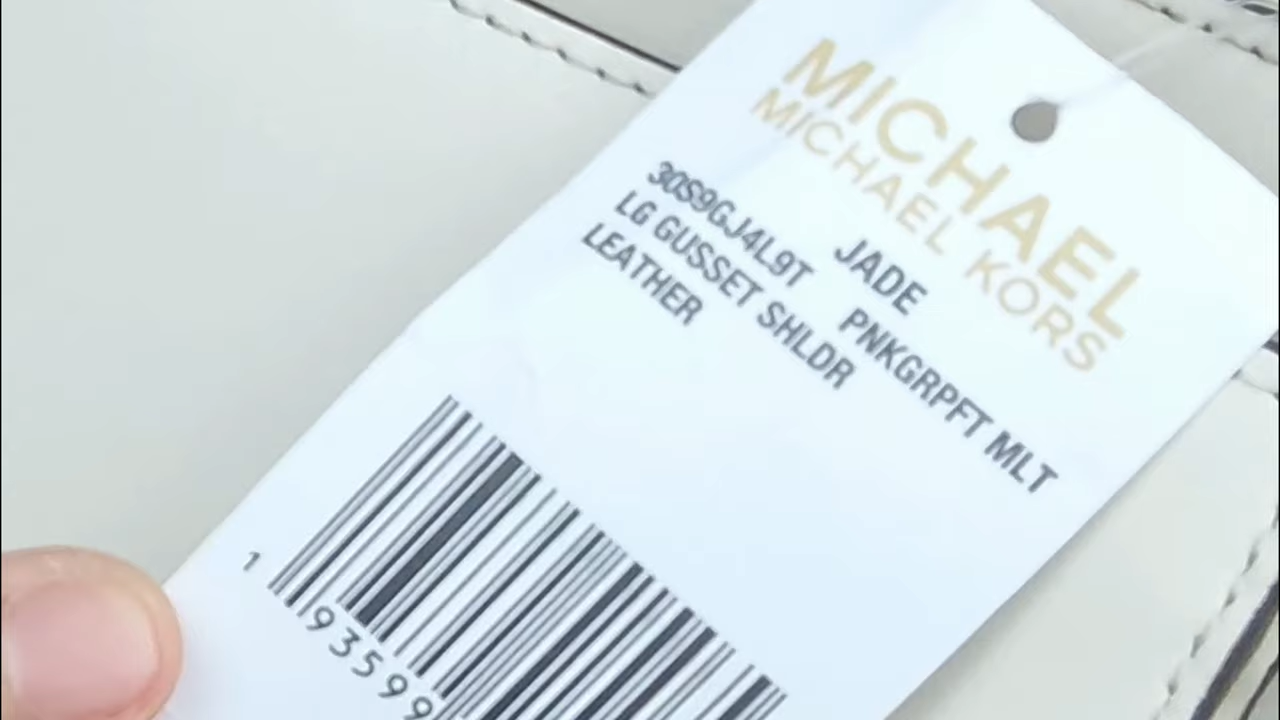 MICHAEL
MICHAEL KORS
30S9GJ4L9T JADE
LG GUSSET SHLDR PNKGRPFT MLT
LEATHER
1 93599